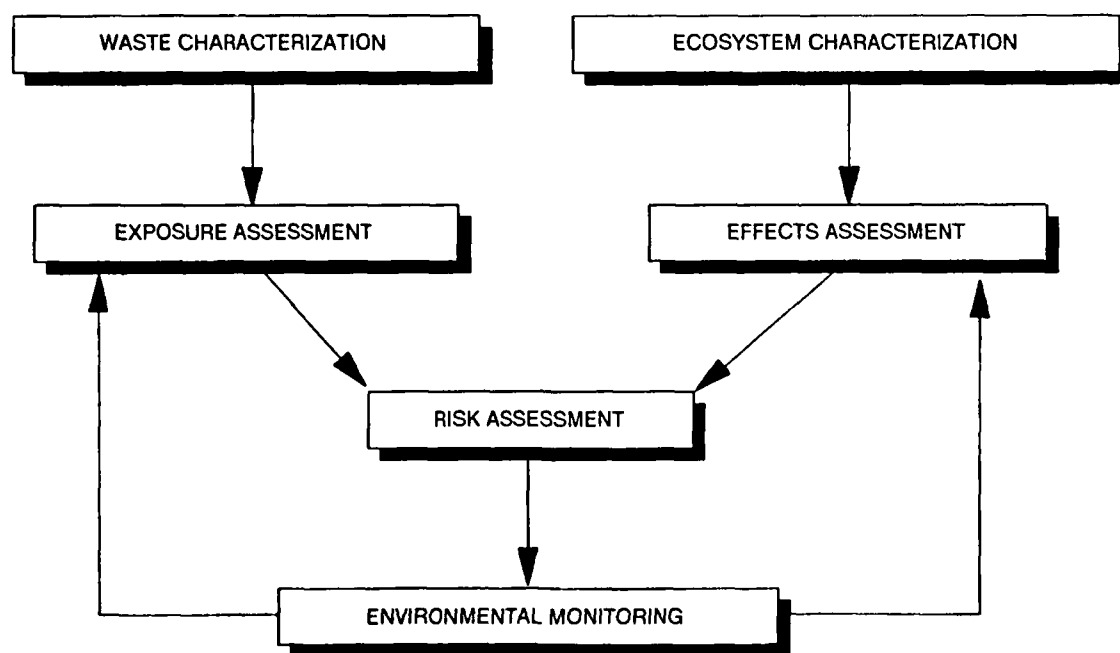 WASTE CHARACTERIZATION
ECOSYSTEM CHARACTERIZATION
EXPOSURE ASSESSMENT
EFFECTS ASSESSMENT
RISK ASSESSMENT
ENVIRONMENTAL MONITORING